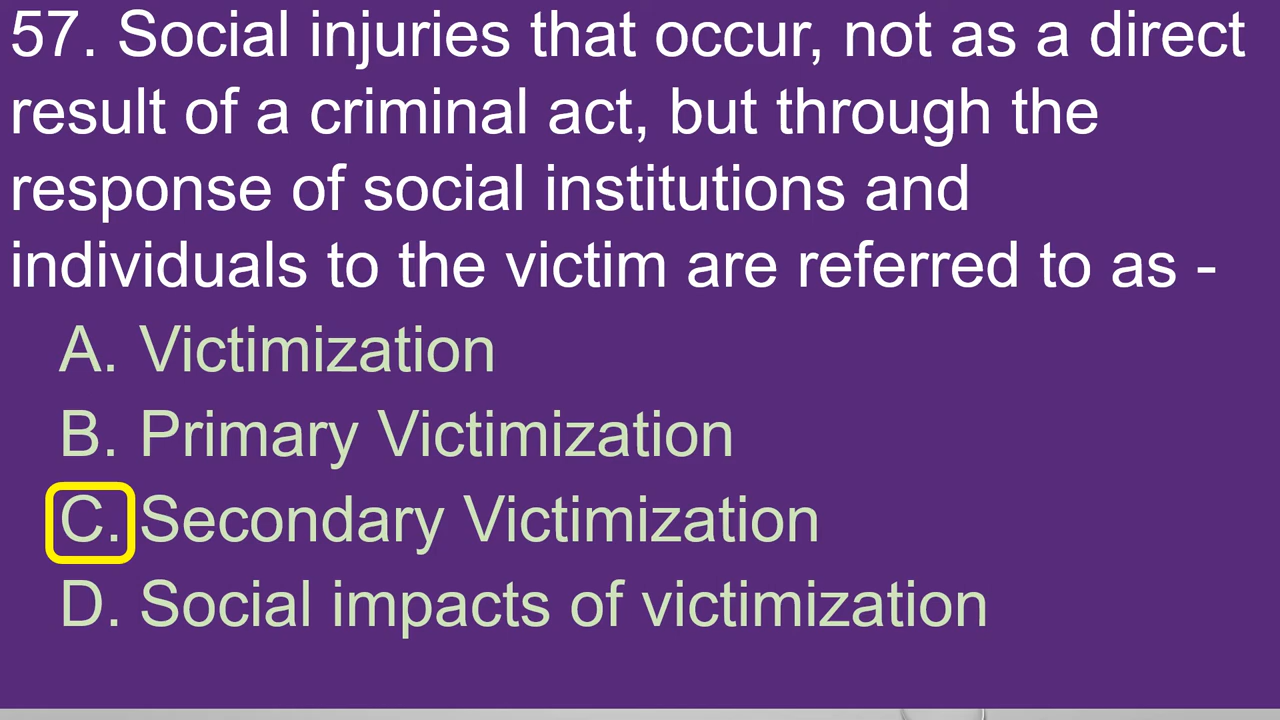 57. Social injuries that occur, not as a direct
result of a criminal act, but through the
response of social institutions and
individuals to the victim are referred to as -
A. Victimization
B. Primary Victimization
C. Secondary Victimization
D. Social impacts of victimization